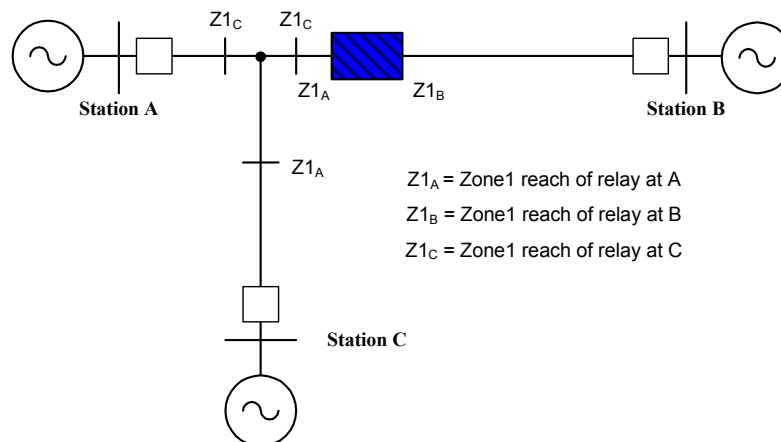 Z1C Z1C
Z1A Z1B
Station A
Station B
Z1A
Z1A = Zone1 reach of relay at A
Z1B = Zone1 reach of relay at B
Z1C = Zone1 reach of relay at C
Station C